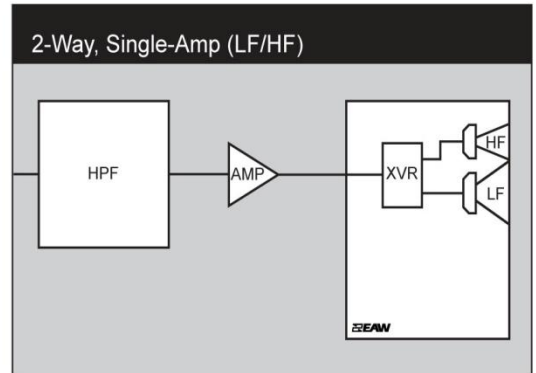 2-Way, Single-Amp (LF/HF)
HPF
AMP
XVR
HF
LF
EAW